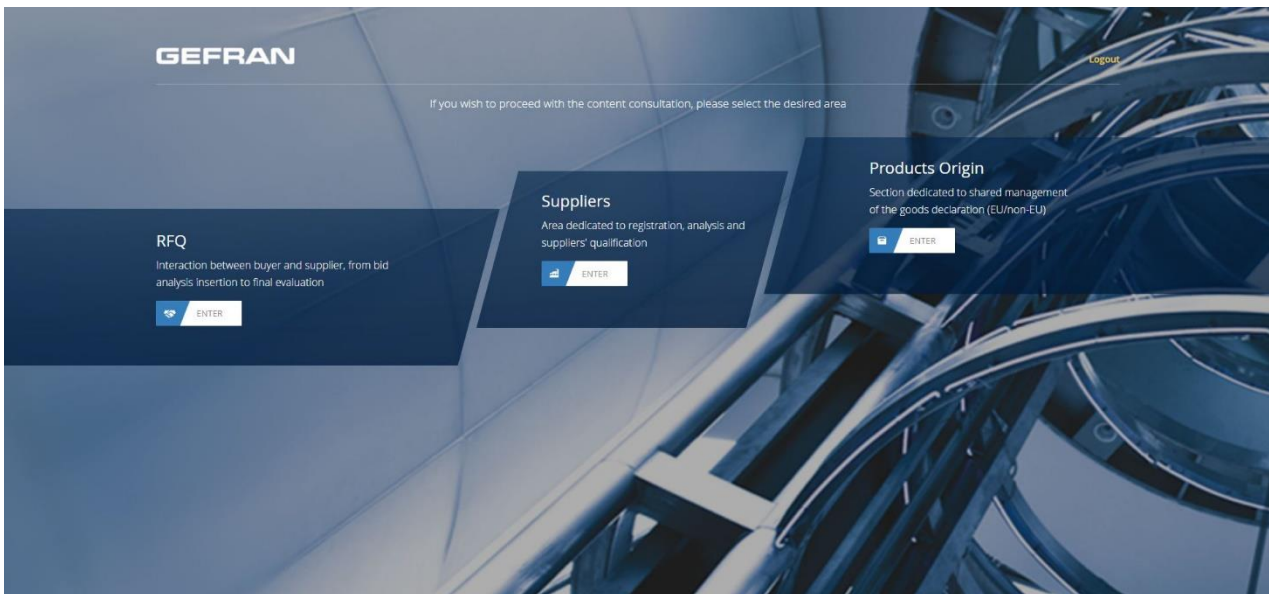 GEFRAN
Logout
If you wish to proceed with the content consultation, please select the desired area
RFQ
Interaction between buyer and supplier, from bid
analysis insertion to final evaluation
ENTER
Suppliers
Area dedicated to registration, analysis and
suppliers' qualification
ENTER
Products Origin
Section dedicated to shared management
of the goods declaration (EU/non-EU)
ENTER